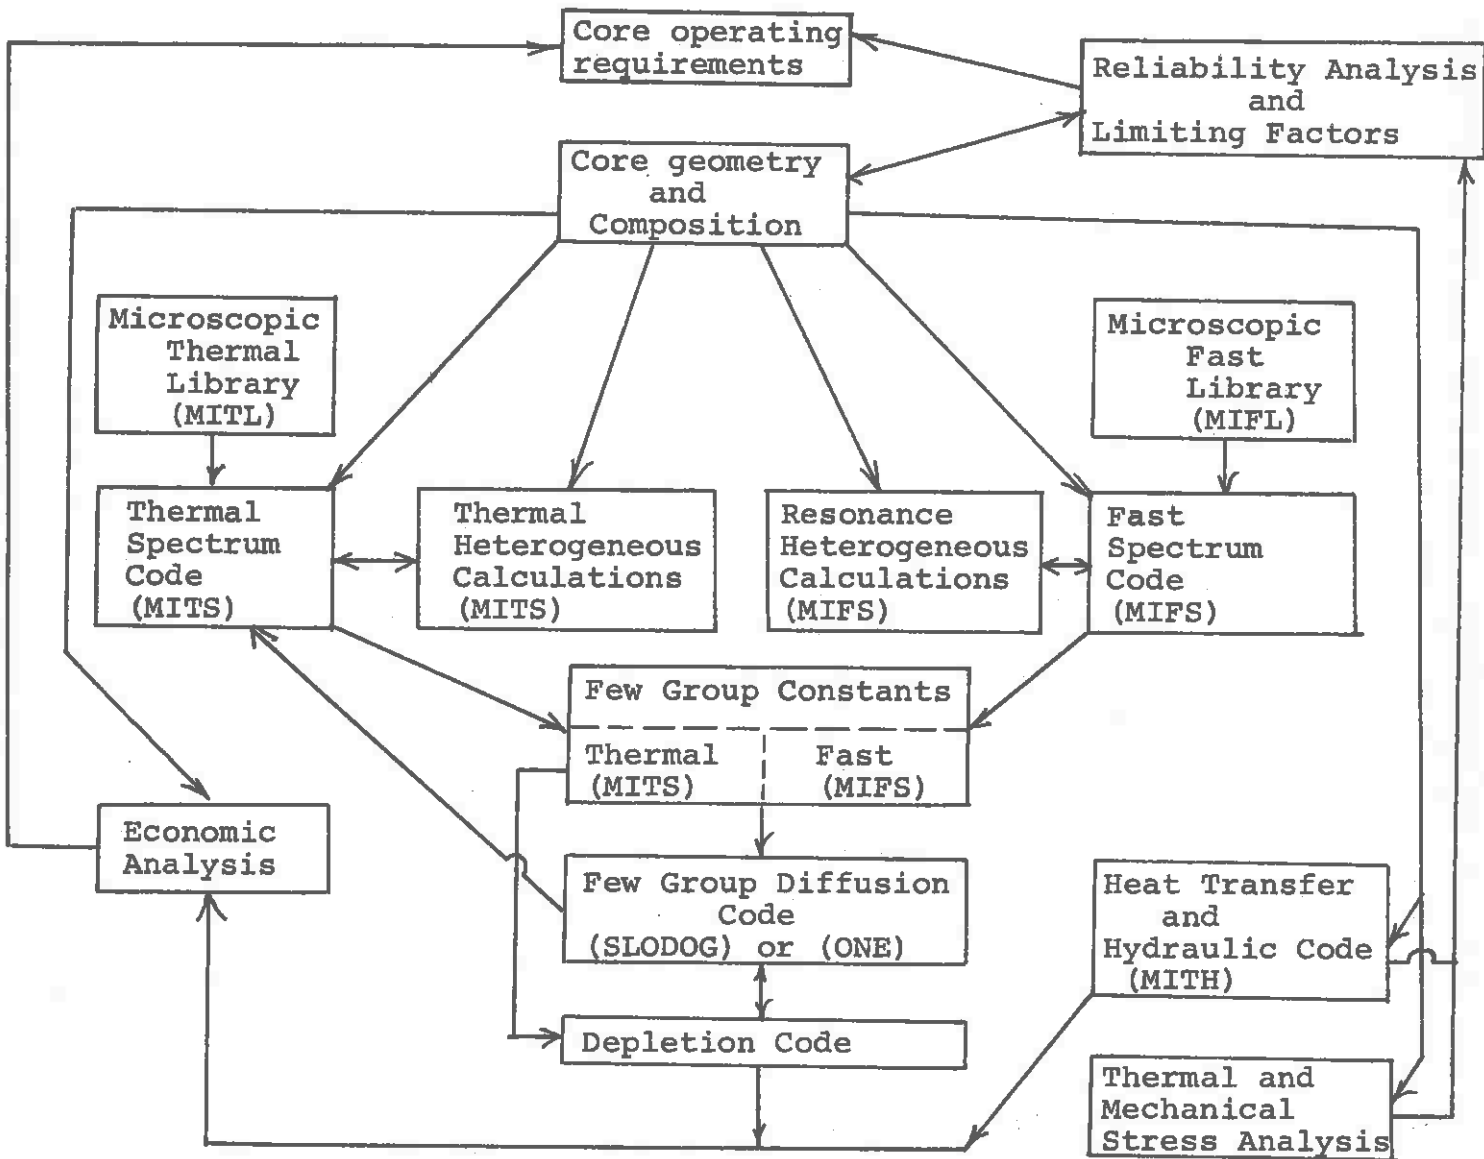 Core operating
requirements
Reliability Analysis
and
Limiting Factors
Core geometry
and
Composition
Microscopic
Thermal
Library
(MITL)
Microscopic
Fast
Library
(MIFL)
Thermal
Spectrum
Code
(MITS)
Thermal
Heterogeneous
Calculations
(MITS)
Resonance
Heterogeneous
Calculations
(MIFS)
Fast
Spectrum
Code
(MIFS)
Few Group Constants
Thermal
(MITS)
Fast
(MIFS)
Economic
Analysis
Few Group Diffusion
Code
(SLODOG) or (ONE)
Heat Transfer
and
Hydraulic Code
(MITH)
Depletion Code
Thermal and
Mechanical
Stress Analysis